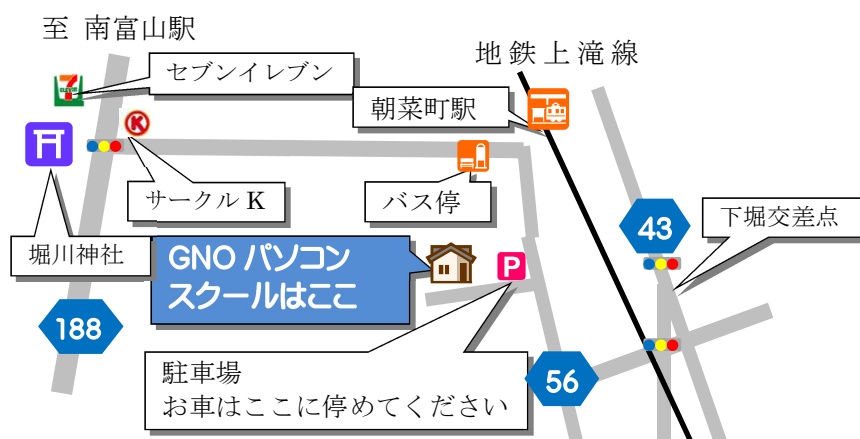 至 南富山駅
地鉄上滝線
セブンイレブン
7
ELEVEN
朝菜町駅
K
サークル K
バス停
43
下堀交差点
堀川神社
GNO パソコン
スクールはここ
P
188
駐車場
お車はここに停めてください
56